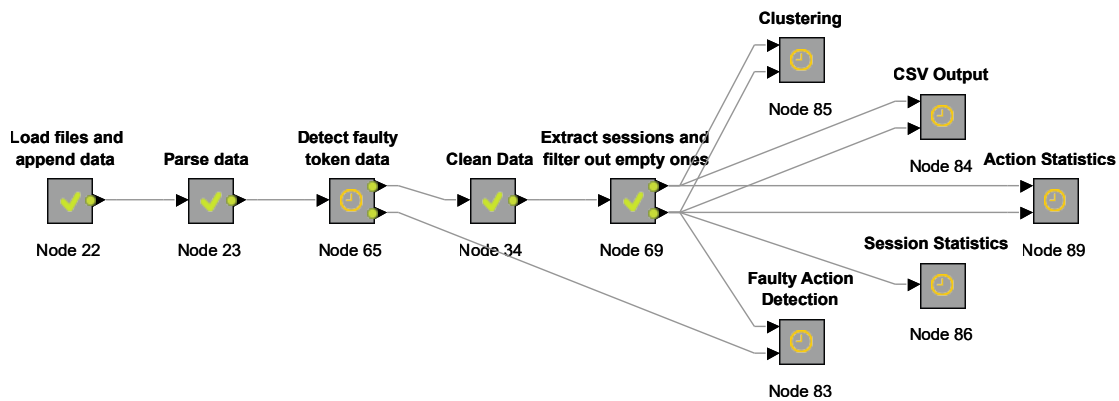 Clustering
Node 85
CSV Output
Node 84
Load files and
append data
Node 22
Parse data
Node 23
Detect faulty
token data
Node 65
Clean Data
Node 34
Extract sessions and
filter out empty ones
Node 69
Action Statistics
Node 89
Session Statistics
Node 86
Faulty Action
Detection
Node 83